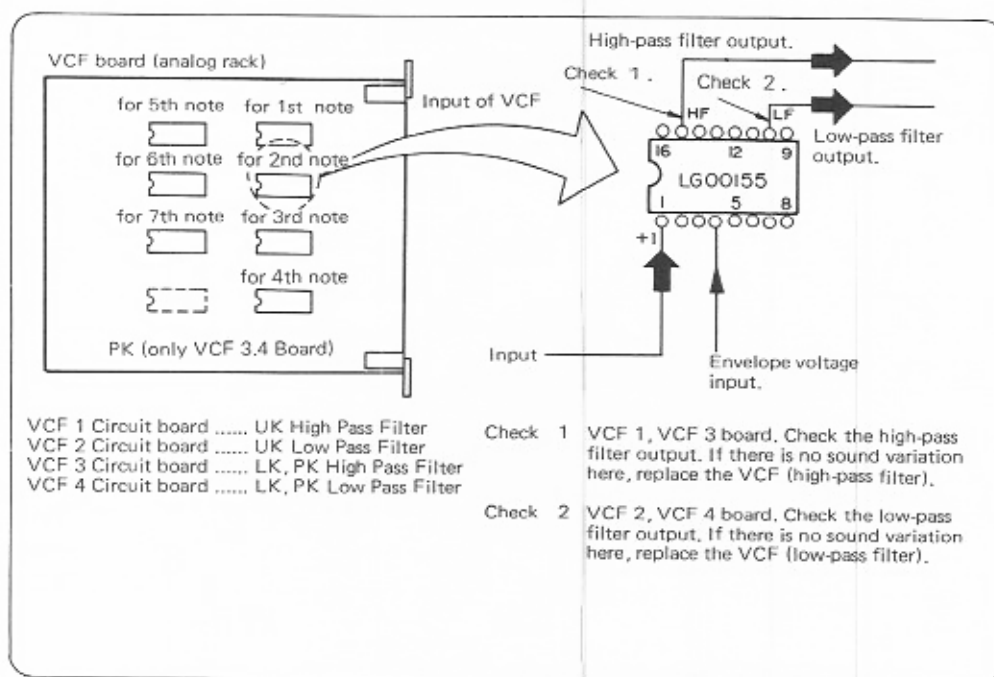 VCF board (analog rack)
for 5th note
for 1st note
for 6th note
for 2nd note
for 7th note
for 3rd note
for 4th note
PK (only VCF 3.4 Board)
Input of VCF
High-pass filter output.
Check 1.
Check 2.
HF
LF
Low-pass filter
output.
16 12 9
LG00155
1 5 8
+1
Input
Envelope voltage
input.
VCF 1 Circuit board ...... UK High Pass Filter
VCF 2 Circuit board ...... UK Low Pass Filter
VCF 3 Circuit board ...... LK, PK High Pass Filter
VCF 4 Circuit board ...... LK, PK Low Pass Filter
Check 1 VCF 1, VCF 3 board. Check the high-pass
filter output. If there is no sound variation
here, replace the VCF (high-pass filter).
Check 2 VCF 2, VCF 4 board. Check the low-pass
filter output. If there is no sound variation
here, replace the VCF (low-pass filter).